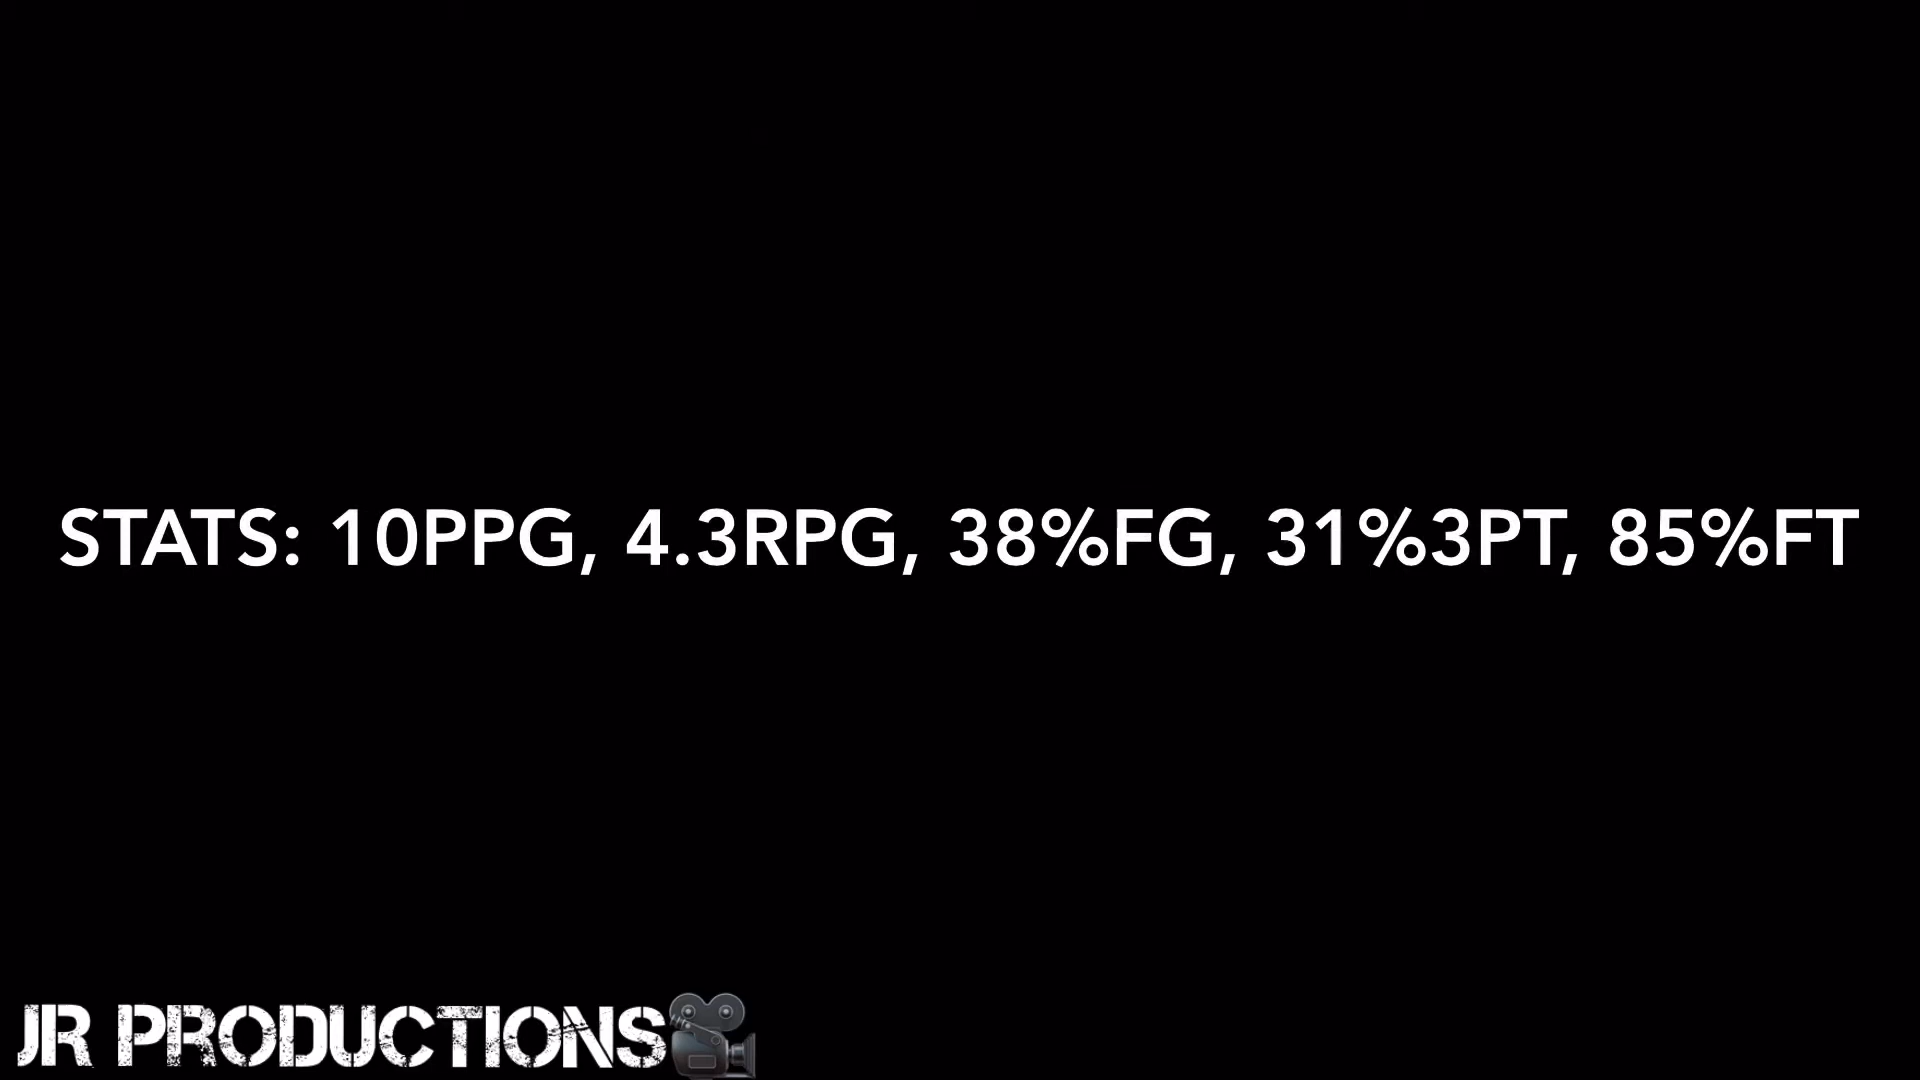 STATS: 10PPG, 4.3RPG, 38%FG, 31%3PT, 85%FT
JR PRODUCTIONS